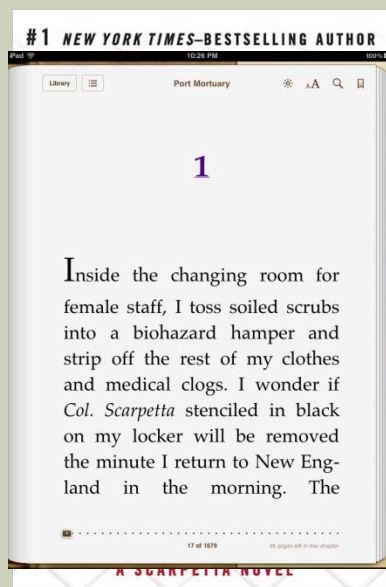 #1 NEW YORK TIMES–BESTSELLING AUTHOR
iPad 10:26 PM 100%
Library Port Mortuary AA
1
Inside the changing room for
female staff, I toss soiled scrubs
into a biohazard hamper and
strip off the rest of my clothes
and medical clogs. I wonder if
Col. Scarpetta stenciled in black
on my locker will be removed
the minute I return to New Eng-
land in the morning. The
17 of 1679 95 pages left in this chapter
A SCARPETTA NOVEL